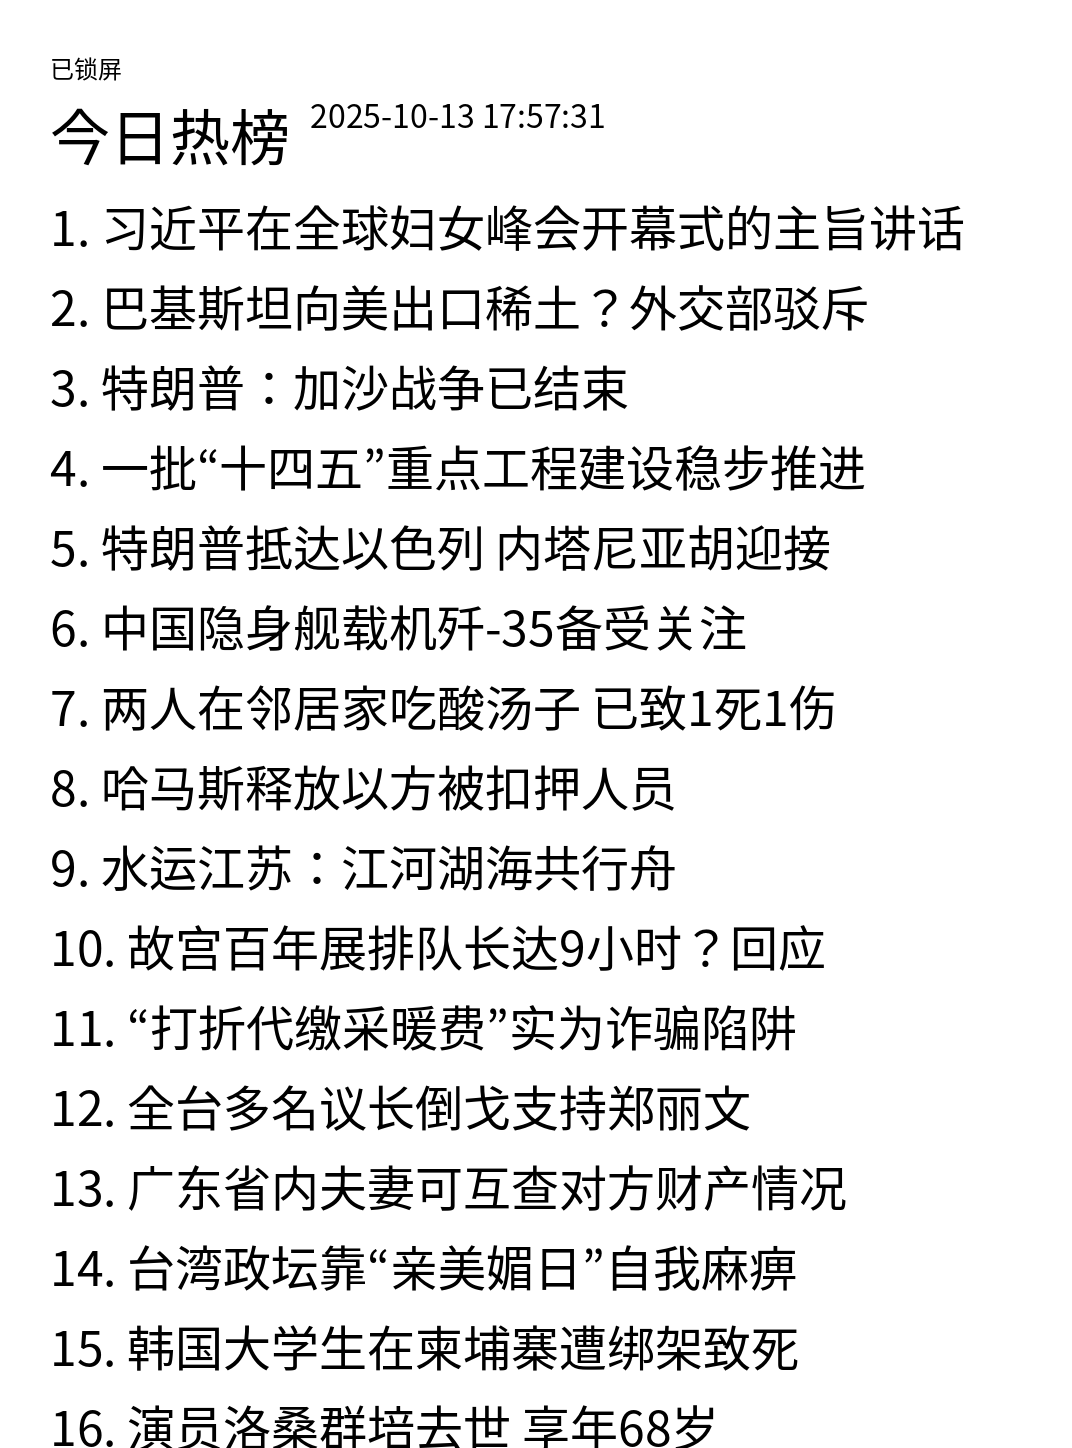 已锁屏
今日热榜 2025-10-13 17:57:31
1. 习近平在全球妇女峰会开幕式的主旨讲话
2. 巴基斯坦向美出口稀土？外交部驳斥
3. 特朗普：加沙战争已结束
4. 一批“十四五”重点工程建设稳步推进
5. 特朗普抵达以色列 内塔尼亚胡迎接
6. 中国隐身舰载机歼-35备受关注
7. 两人在邻居家吃酸汤子 已致1死1伤
8. 哈马斯释放以方被扣押人员
9. 水运江苏：江河湖海共行舟
10. 故宫百年展排队长达9小时？回应
11. “打折代缴采暖费”实为诈骗陷阱
12. 全台多名议长倒戈支持郑丽文
13. 广东省内夫妻可互查对方财产情况
14. 台湾政坛靠“亲美媚日”自我麻痹
15. 韩国大学生在柬埔寨遭绑架致死
16. 演员洛桑群培去世 享年68岁